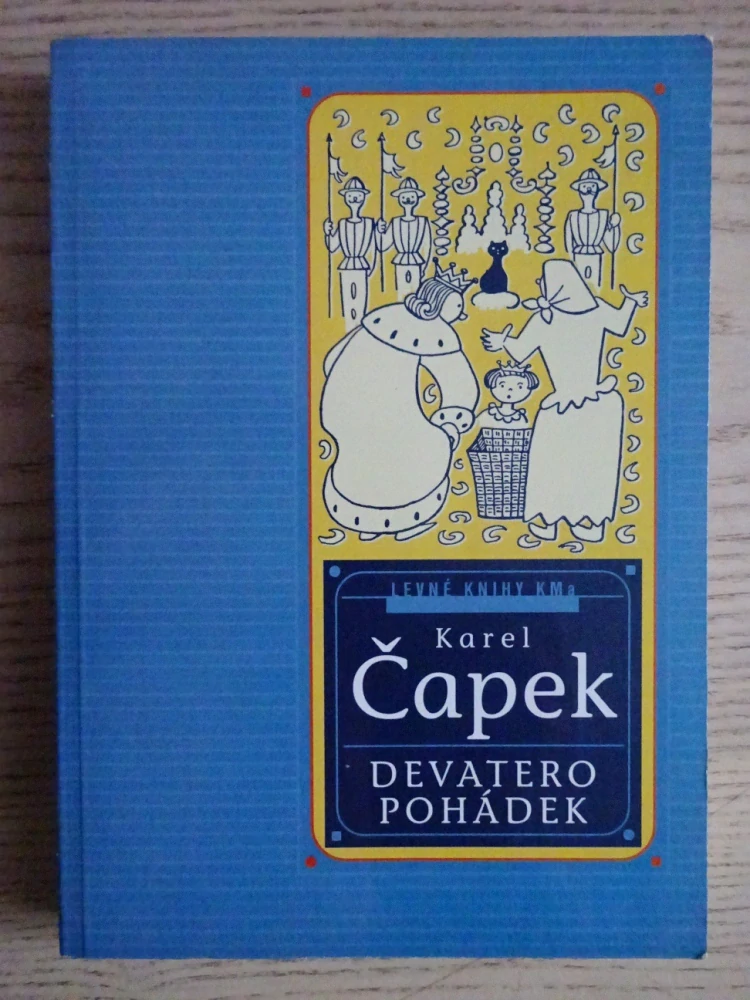 LEVNÉ KNIHY KMa
Karel
Čapek
DEVATERO
POHÁDEK